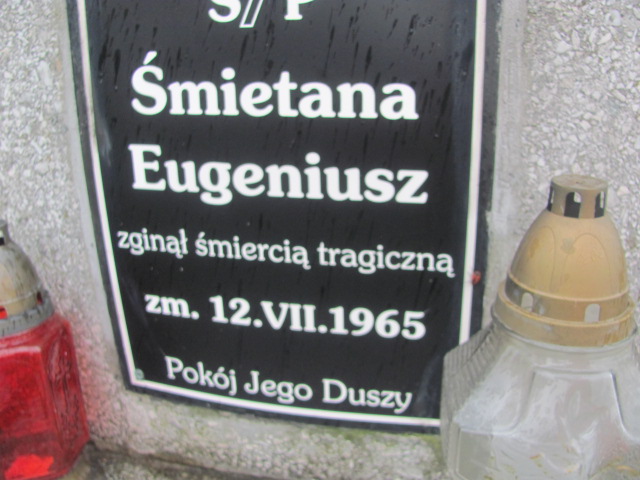 Ś/P
Śmietana
Eugeniusz
zginął śmiercią tragiczną
zm. 12.VII.1965
Pokój Jego Duszy